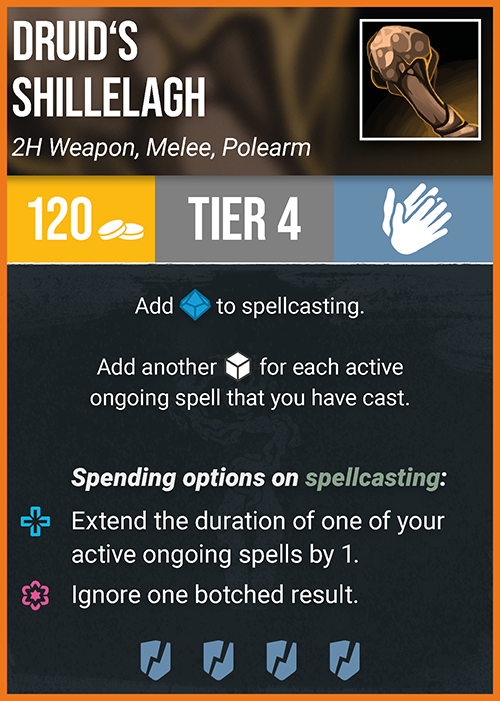 DRUID‘S
SHILLELAGH
2H Weapon, Melee, Polearm
120
TIER 4
Add to spellcasting.
Add another for each active
ongoing spell that you have cast.
Spending options on spellcasting:
Extend the duration of one of your
active ongoing spells by 1.
Ignore one botched result.